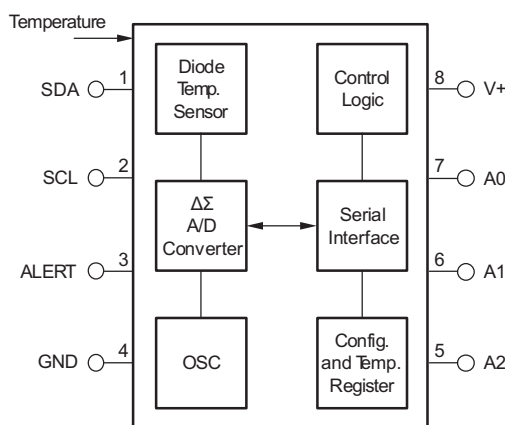 Temperature
SDA 1
Diode
Temp.
Sensor
Control
Logic
8 V+
SCL 2
ΔΣ
A/D
Converter
Serial
Interface
7 A0
ALERT 3
6 A1
GND 4
OSC
Config.
and Temp.
Register
5 A2